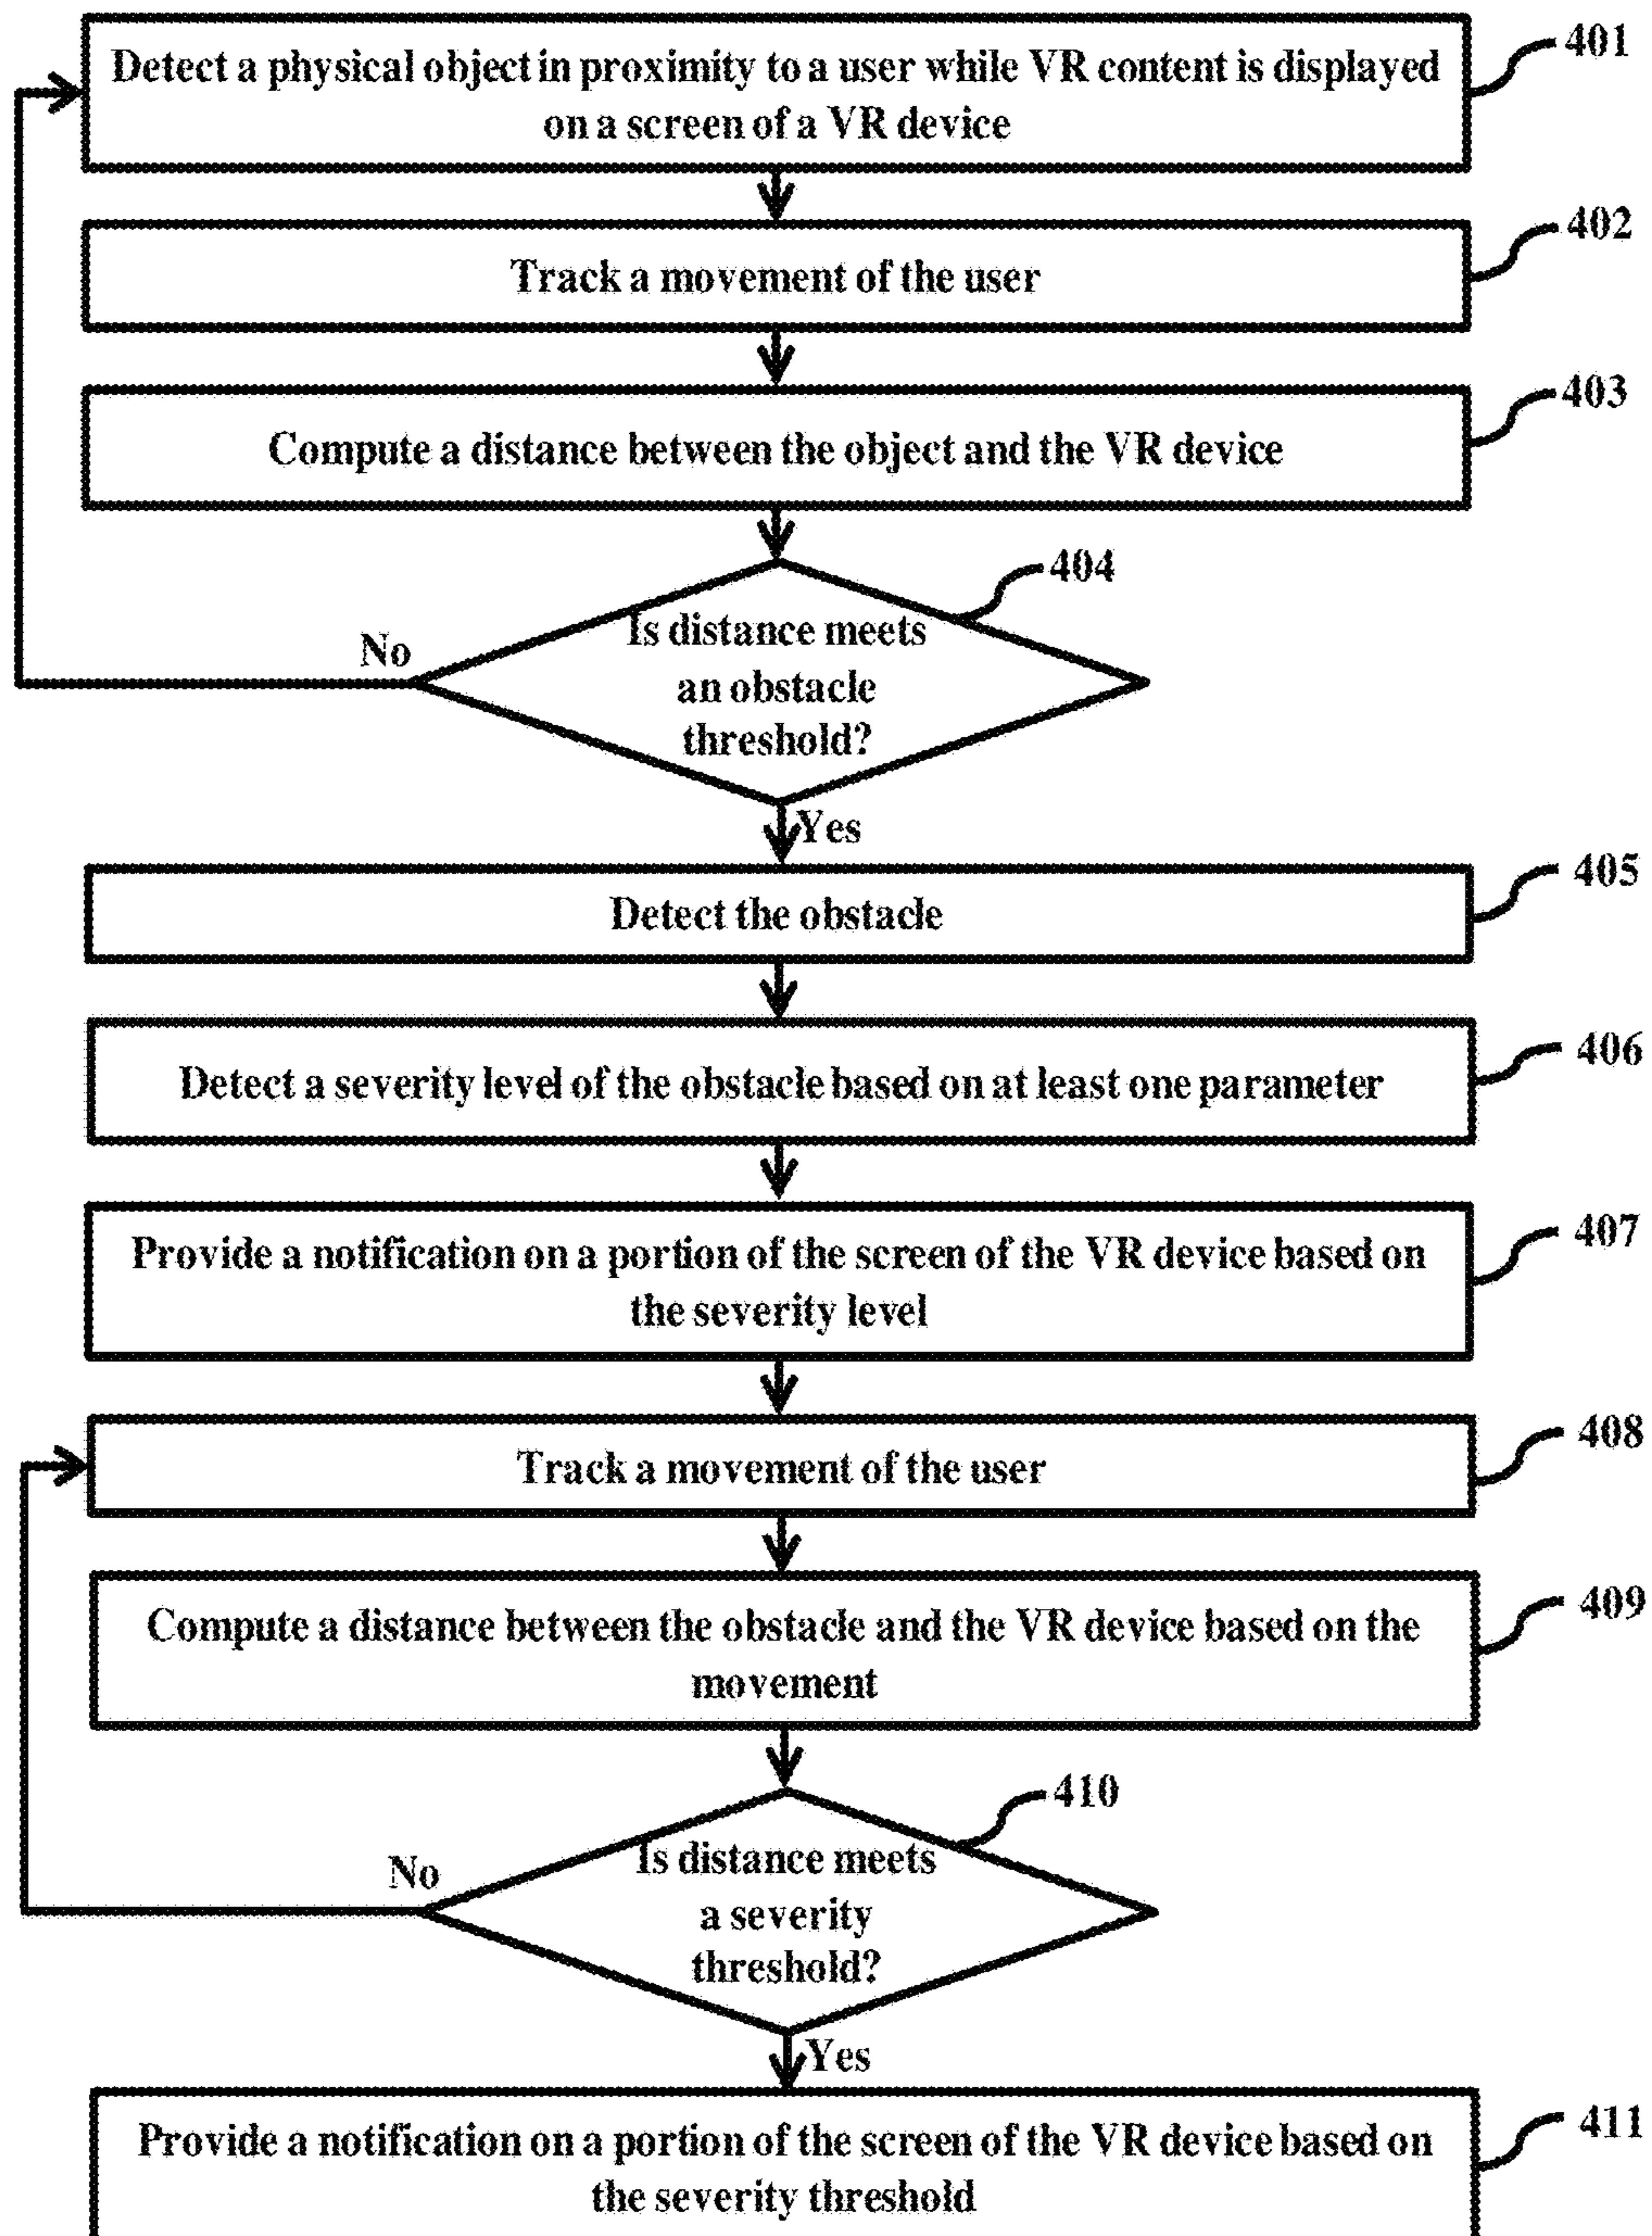 401
Detect a physical object in proximity to a user while VR content is displayed
on a screen of a VR device
402
Track a movement of the user
403
Compute a distance between the object and the VR device
404
Is distance meets
an obstacle
threshold?
No
Yes
405
Detect the obstacle
406
Detect a severity level of the obstacle based on at least one parameter
407
Provide a notification on a portion of the screen of the VR device based on
the severity level
408
Track a movement of the user
409
Compute a distance between the obstacle and the VR device based on the
movement
410
Is distance meets
a severity
threshold?
No
Yes
411
Provide a notification on a portion of the screen of the VR device based on
the severity threshold